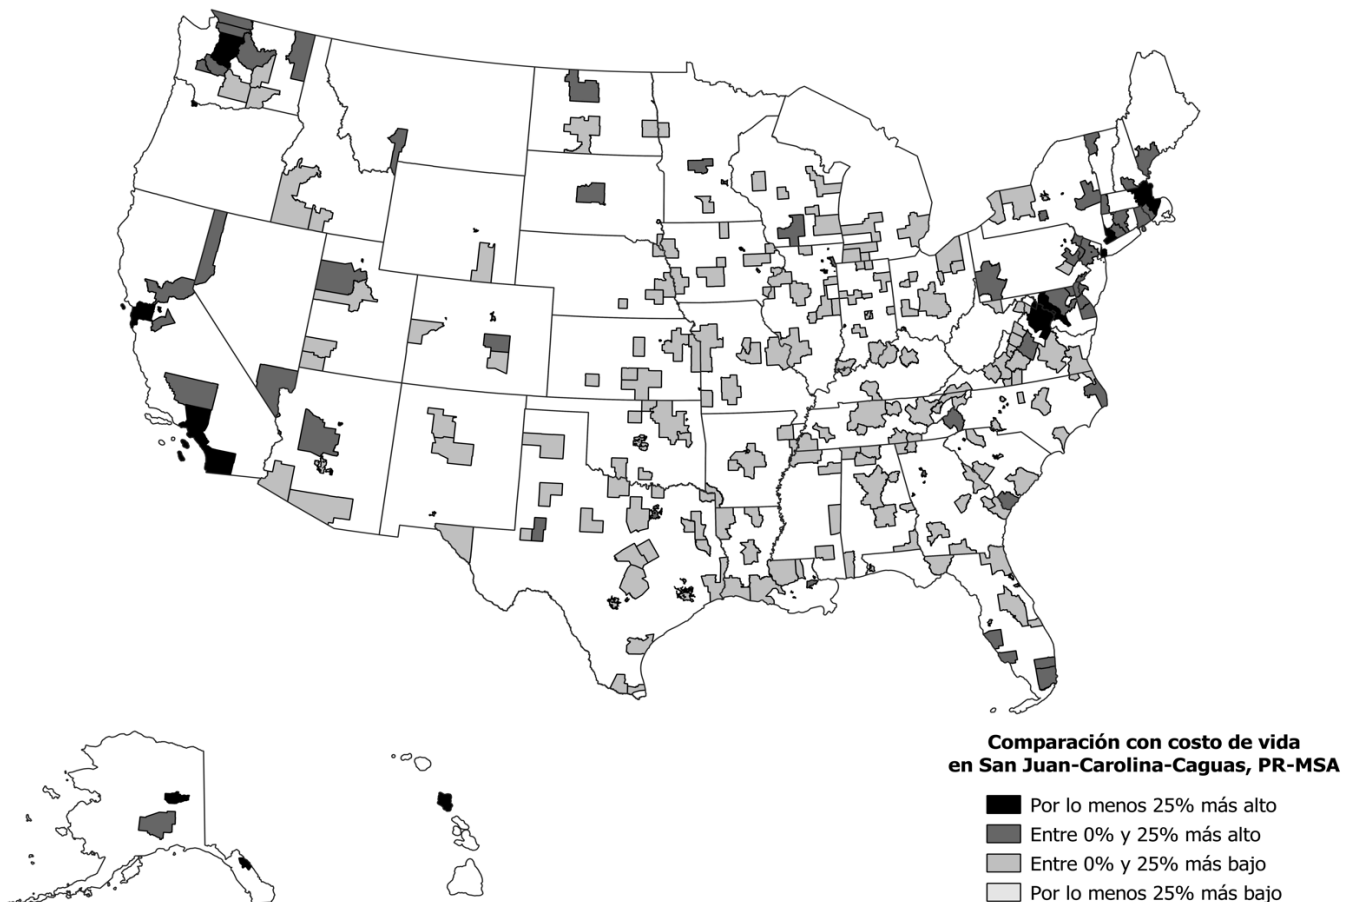 Comparación con costo de vida
en San Juan-Carolina-Caguas, PR-MSA
Por lo menos 25% más alto
Entre 0% y 25% más alto
Entre 0% y 25% más bajo
Por lo menos 25% más bajo